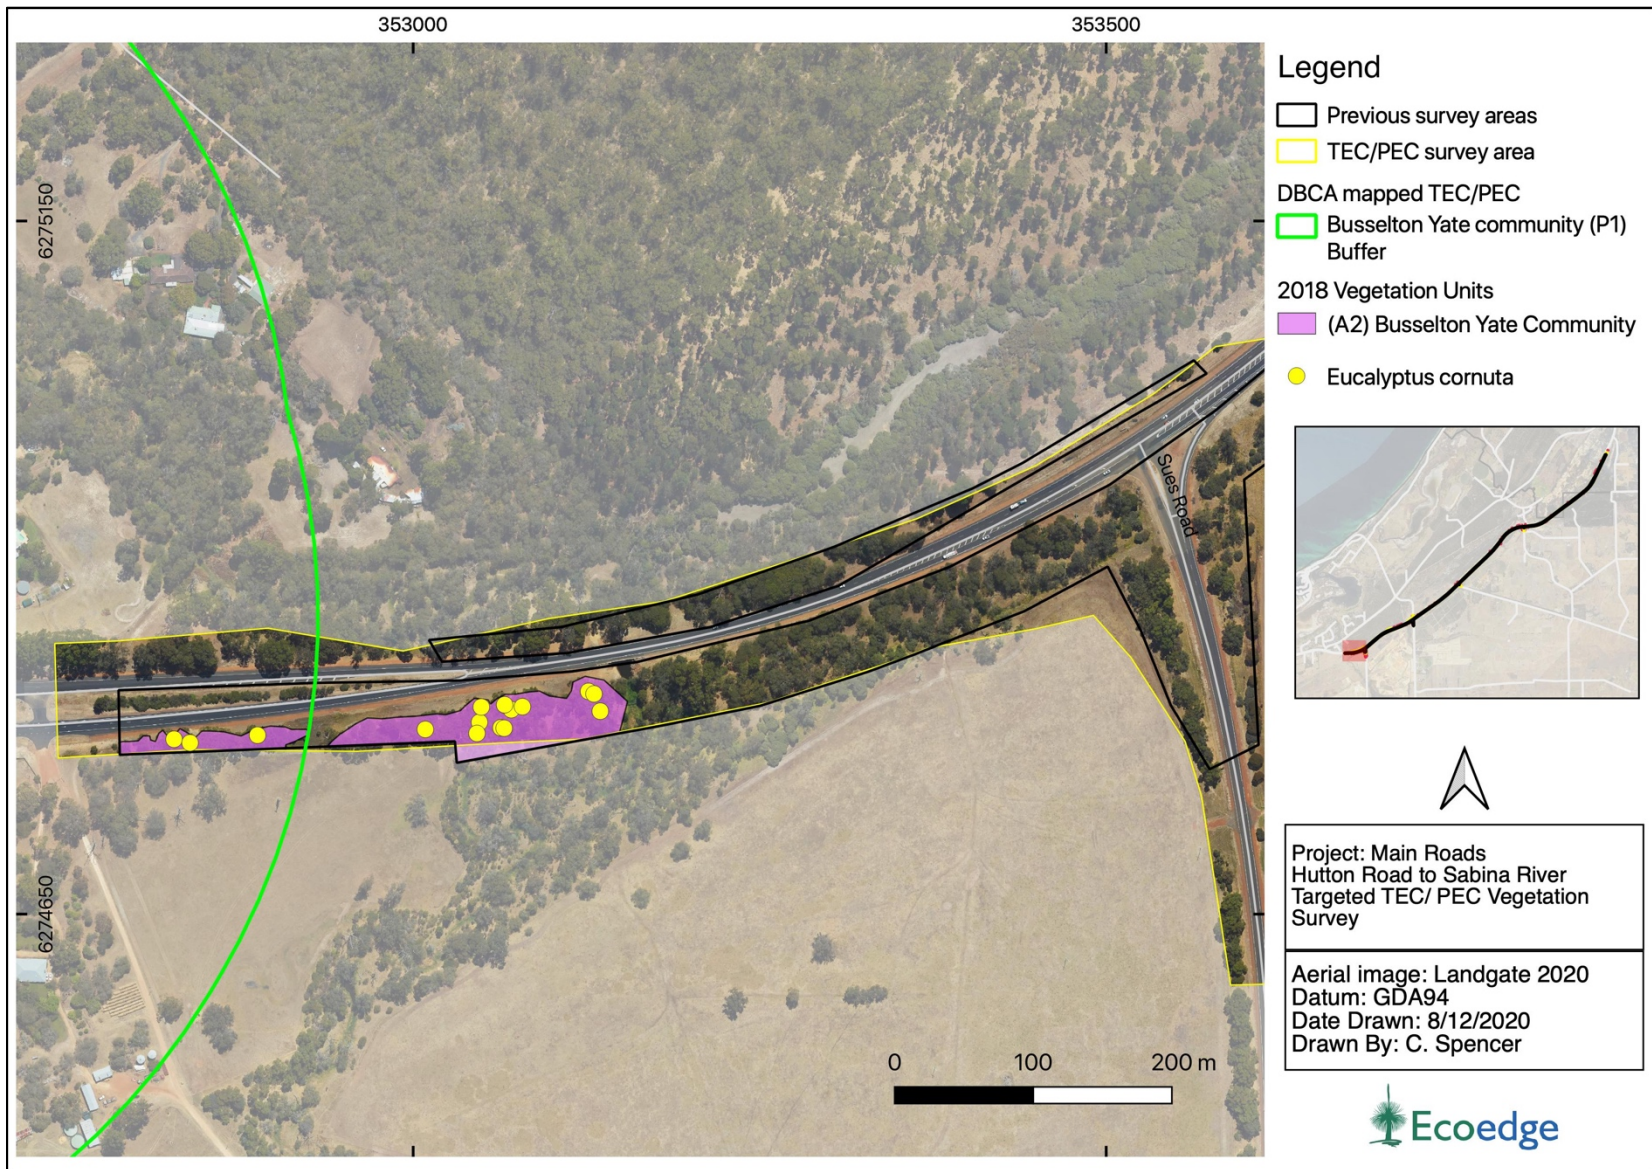 353000
353500
6275150
6274650
Sues Road
0 100 200 m
Legend
Previous survey areas
TEC/PEC survey area
DBCA mapped TEC/PEC
Busselton Yate community (P1)
Buffer
2018 Vegetation Units
(A2) Busselton Yate Community
Eucalyptus cornuta
Project: Main Roads
Hutton Road to Sabina River
Targeted TEC/ PEC Vegetation
Survey
Aerial image: Landgate 2020
Datum: GDA94
Date Drawn: 8/12/2020
Drawn By: C. Spencer
Ecoedge